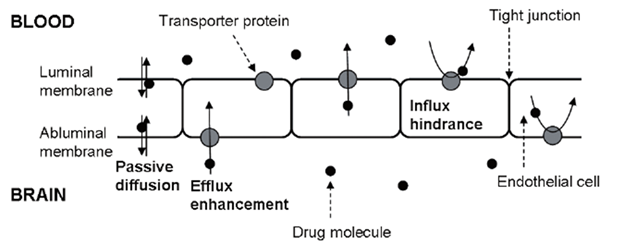 BLOOD
Transporter protein
Tight junction
Luminal
membrane
Influx
hindrance
Abluminal
membrane
Passive
diffusion
Efflux
enhancement
Endothelial cell
BRAIN
Drug molecule